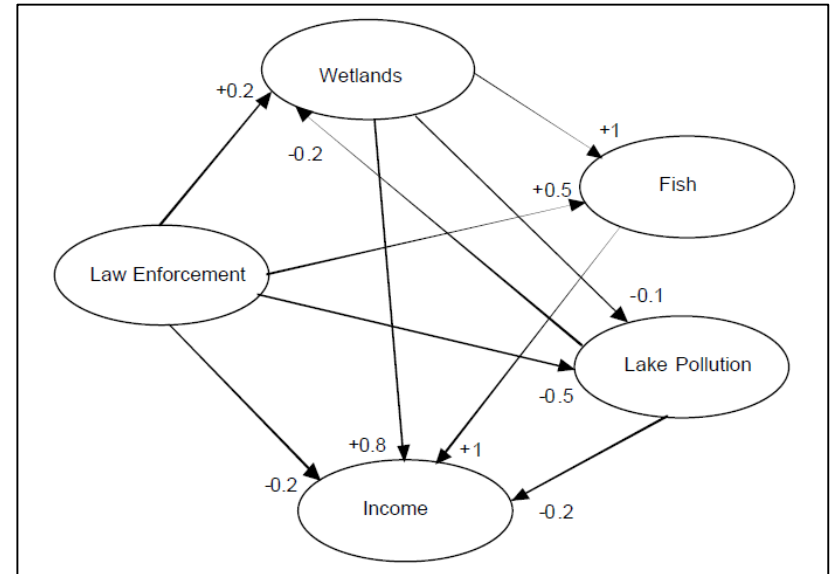 Wetlands
+0.2
-0.2
+1
+0.5
Fish
Law Enforcement
-0.1
Lake Pollution
-0.5
+0.8
+1
-0.2
Income
-0.2